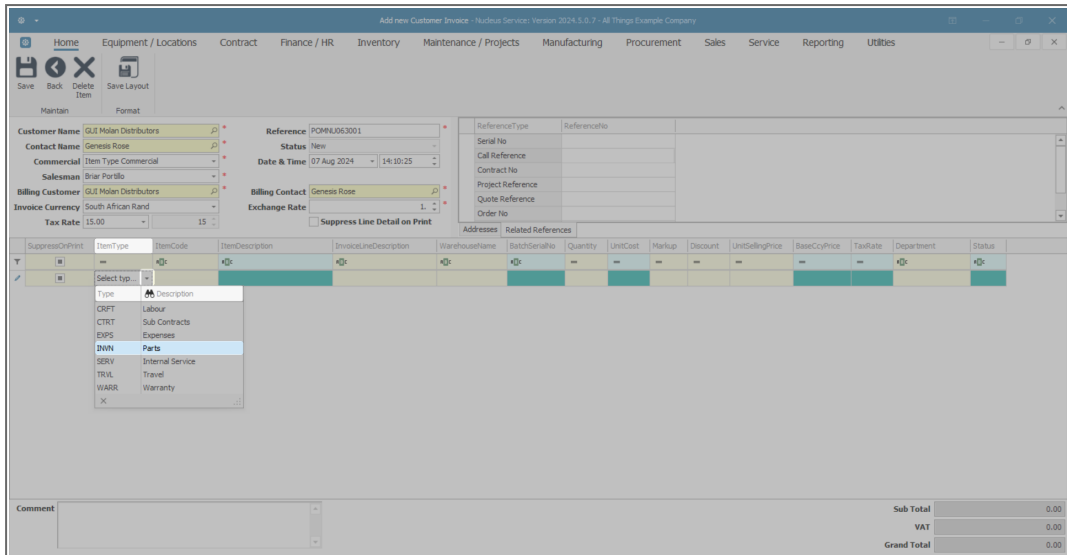 Add new Customer Invoice - Nucleus Service: Version 2024.5.0.7 - All Things Example Company
Home Equipment / Locations Contract Finance / HR Inventory Maintenance / Projects Manufacturing Procurement Sales Service Reporting Utilities
Save Back Delete Item Save Layout
Maintain Format
Customer Name GUI Molan Distributors * Reference POMNU063001 * ReferenceType ReferenceNo
Contact Name Genesis Rose * Status New Serial No
Commercial Item Type Commercial * Date & Time 07 Aug 2024 14:10:25 Call Reference
Salesman Briar Portillo * Contract No
Billing Customer GUI Molan Distributors * Billing Contact Genesis Rose * Project Reference
Invoice Currency South African Rand Exchange Rate 1. * Quote Reference
Tax Rate 15.00 15 Suppress Line Detail on Print Order No
Addresses Related References
SuppressOnPrint ItemType ItemCode ItemDescription InvoiceLineDescription WarehouseName BatchSerialNo Quantity UnitCost Markup Discount UnitSellingPrice BaseCcyPrice TaxRate Department Status
Select typ...
Type Description
CRFT Labour
CTRT Sub Contracts
EXPS Expenses
INVN Parts
SERV Internal Service
TRVL Travel
WARR Warranty
Comment Sub Total 0.00
VAT 0.00
Grand Total 0.00